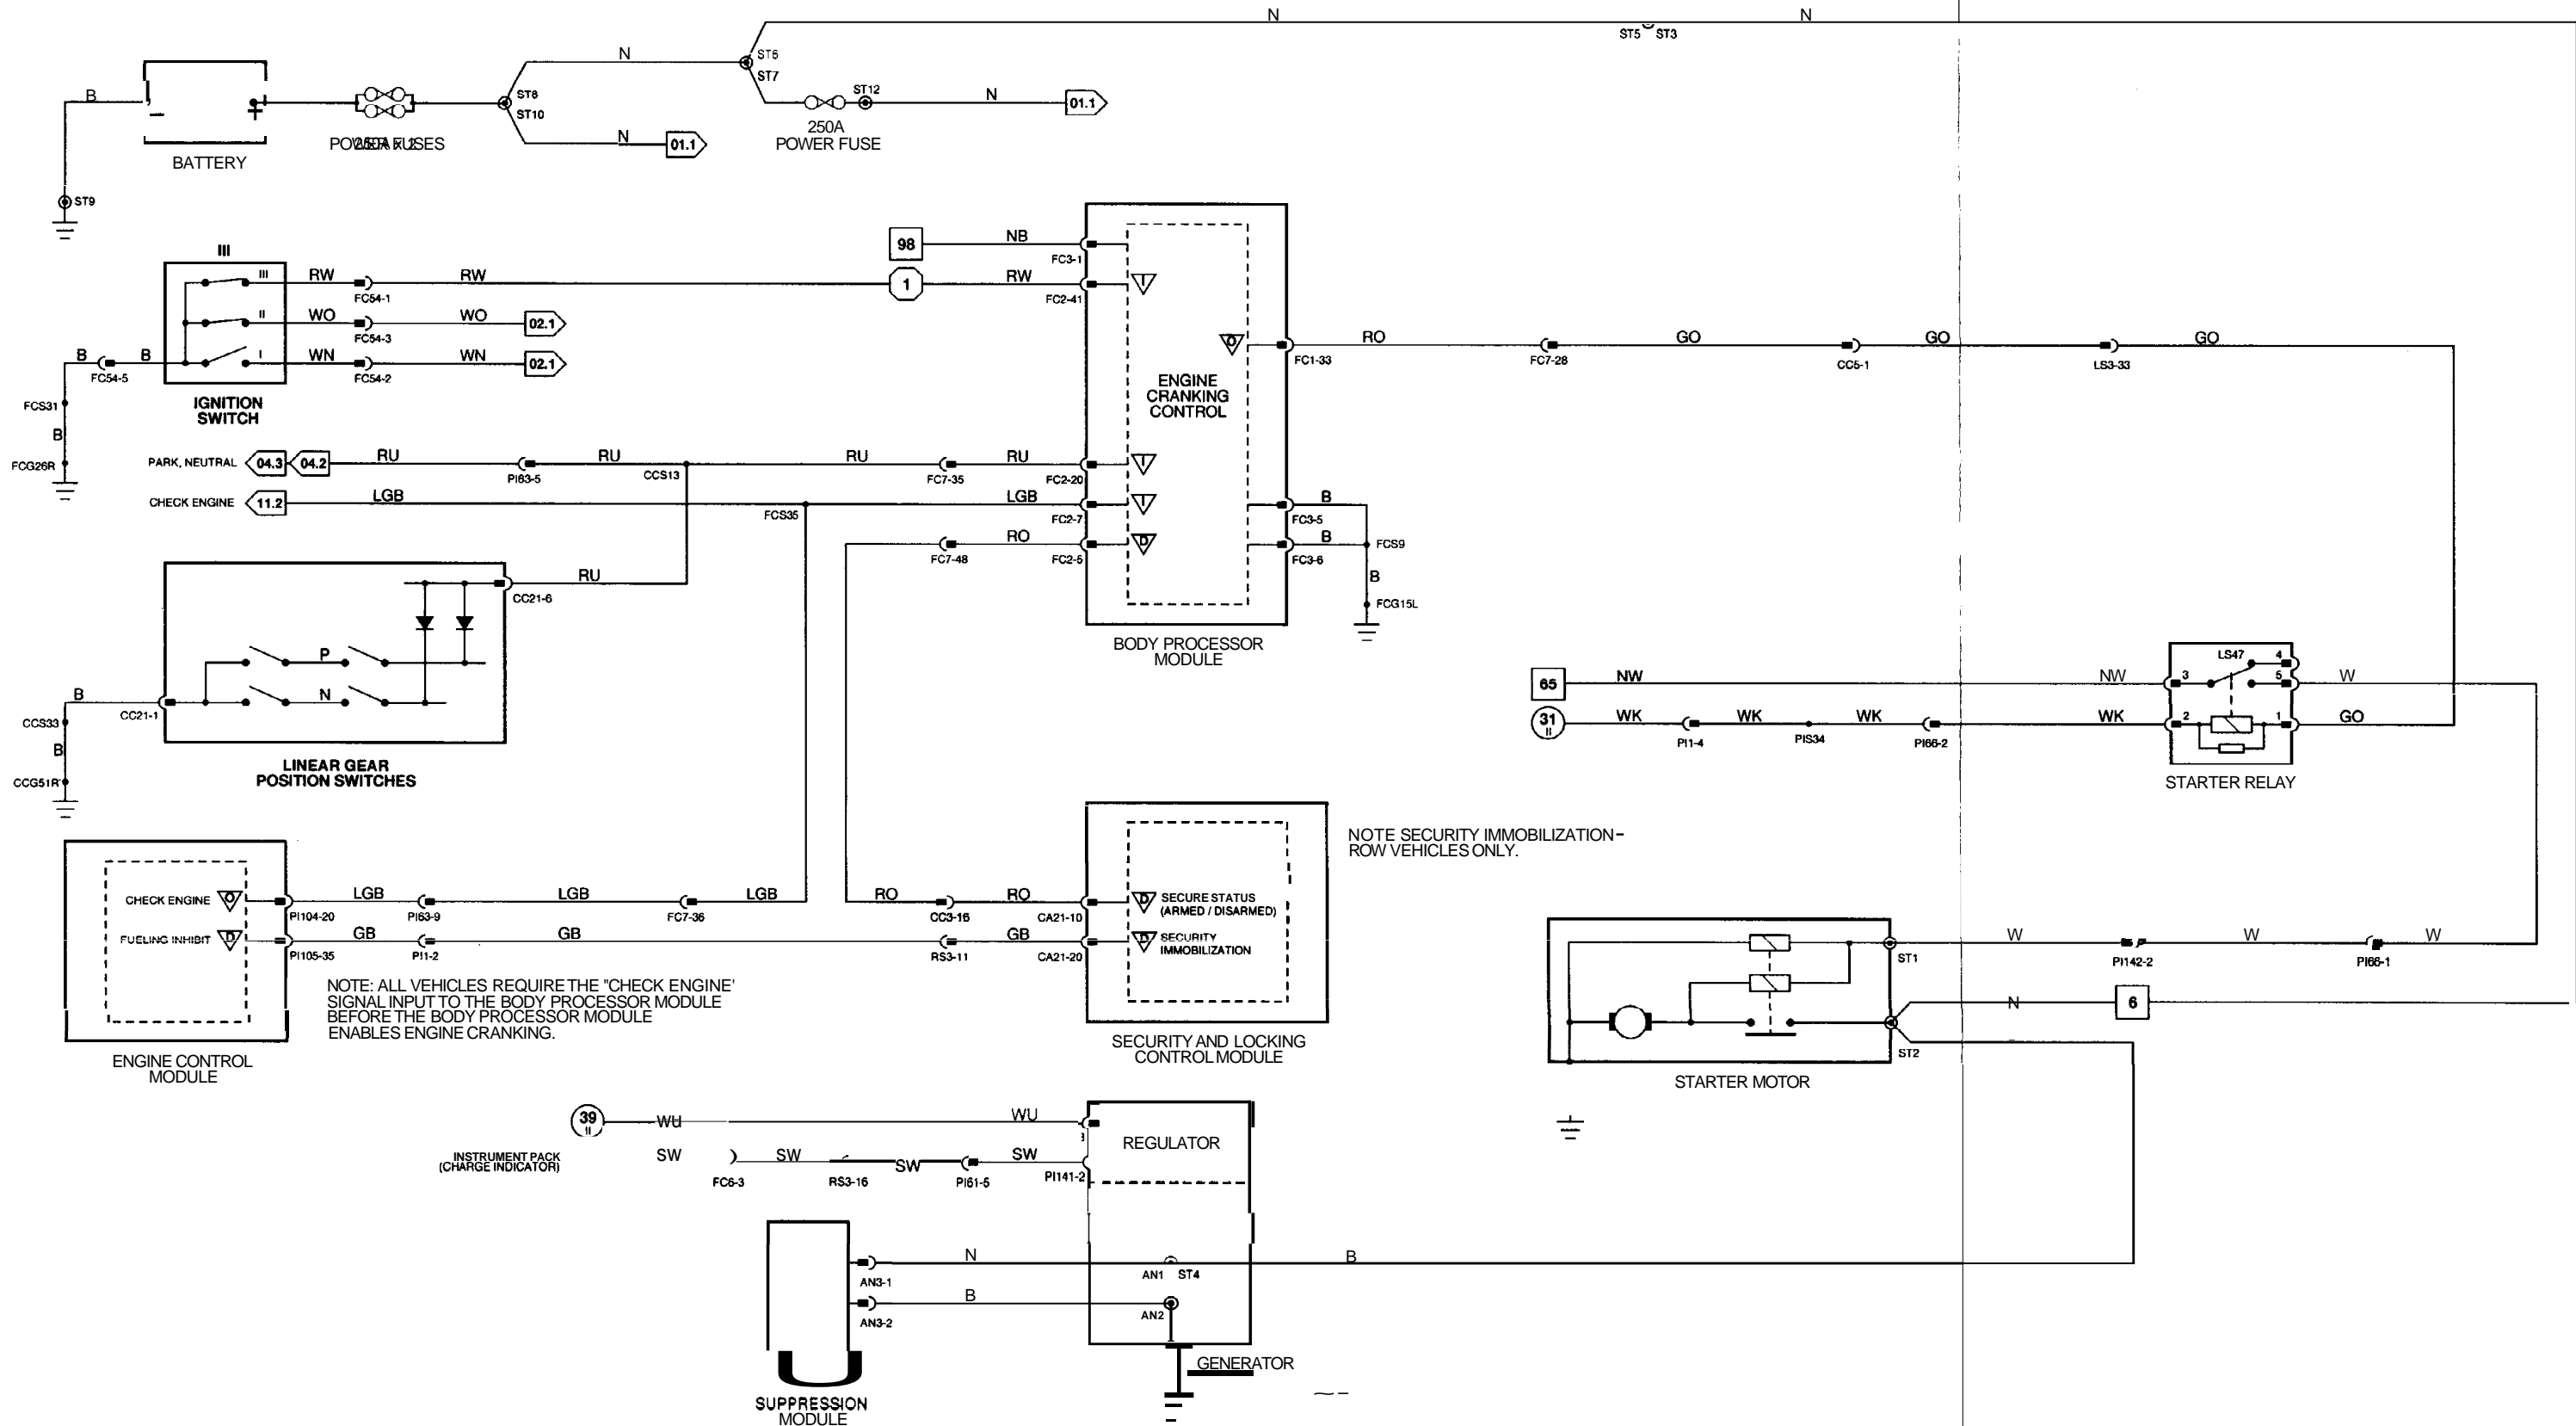 N N
ST5 ST3
N ST6
ST7
B ST8
ST10
ST12 N 01.1
N 01.1
250A
POWER FUSE
BATTERY
POWER FUSES
ST9
III
98 NB FC3-1
III RW FC54-1 RW 1 RW FC2-41 I
II WO FC54-3 WO 02.1
I WN FC54-2 WN 02.1
B FC54-5 B
IGNITION
SWITCH
FCS31
B
FCG26R
O FC1-33 RO FC7-28 GO CC5-1 GO LS3-33 GO
ENGINE
CRANKING
CONTROL
PARK, NEUTRAL 04.3 04.2 RU PI63-5 RU CCS13 RU FC7-35 RU FC2-20 I
CHECK ENGINE 11.2 LGB FCS35 LGB FC2-7 I
FC7-48 RO FC2-5 D
FC3-5 B
FC3-6 B FCS9
B
FCG15L
BODY PROCESSOR
MODULE
CC21-6 RU
P
N
B CC21-1
CCS33
B
CCG51R
LINEAR GEAR
POSITION SWITCHES
65 NW NW 3 LS47 4
5 W
31
II WK PI1-4 WK PIS34 WK PI66-2 WK 2 1 GO
STARTER RELAY
NOTE SECURITY IMMOBILIZATION –
ROW VEHICLES ONLY.
CHECK ENGINE O PI104-20 LGB PI63-9 LGB FC7-36 LGB
FUELING INHIBIT D PI105-35 GB PI1-2 GB RS3-11 GB CA21-20
RO CC3-16 RO CA21-10
D SECURE STATUS
(ARMED / DISARMED)
D SECURITY
IMMOBILIZATION
NOTE: ALL VEHICLES REQUIRE THE "CHECK ENGINE'
SIGNAL INPUT TO THE BODY PROCESSOR MODULE
BEFORE THE BODY PROCESSOR MODULE
ENABLES ENGINE CRANKING.
ENGINE CONTROL
MODULE
SECURITY AND LOCKING
CONTROL MODULE
ST1 W PI142-2 W PI66-1 W
N 6
ST2
STARTER MOTOR
39
II WU WU
REGULATOR
INSTRUMENT PACK
(CHARGE INDICATOR)
SW FC6-3 SW RS3-16 SW PI61-5 SW PI141-2
AN3-1 N AN1 ST4 B
AN3-2 B AN2
GENERATOR
SUPPRESSION
MODULE